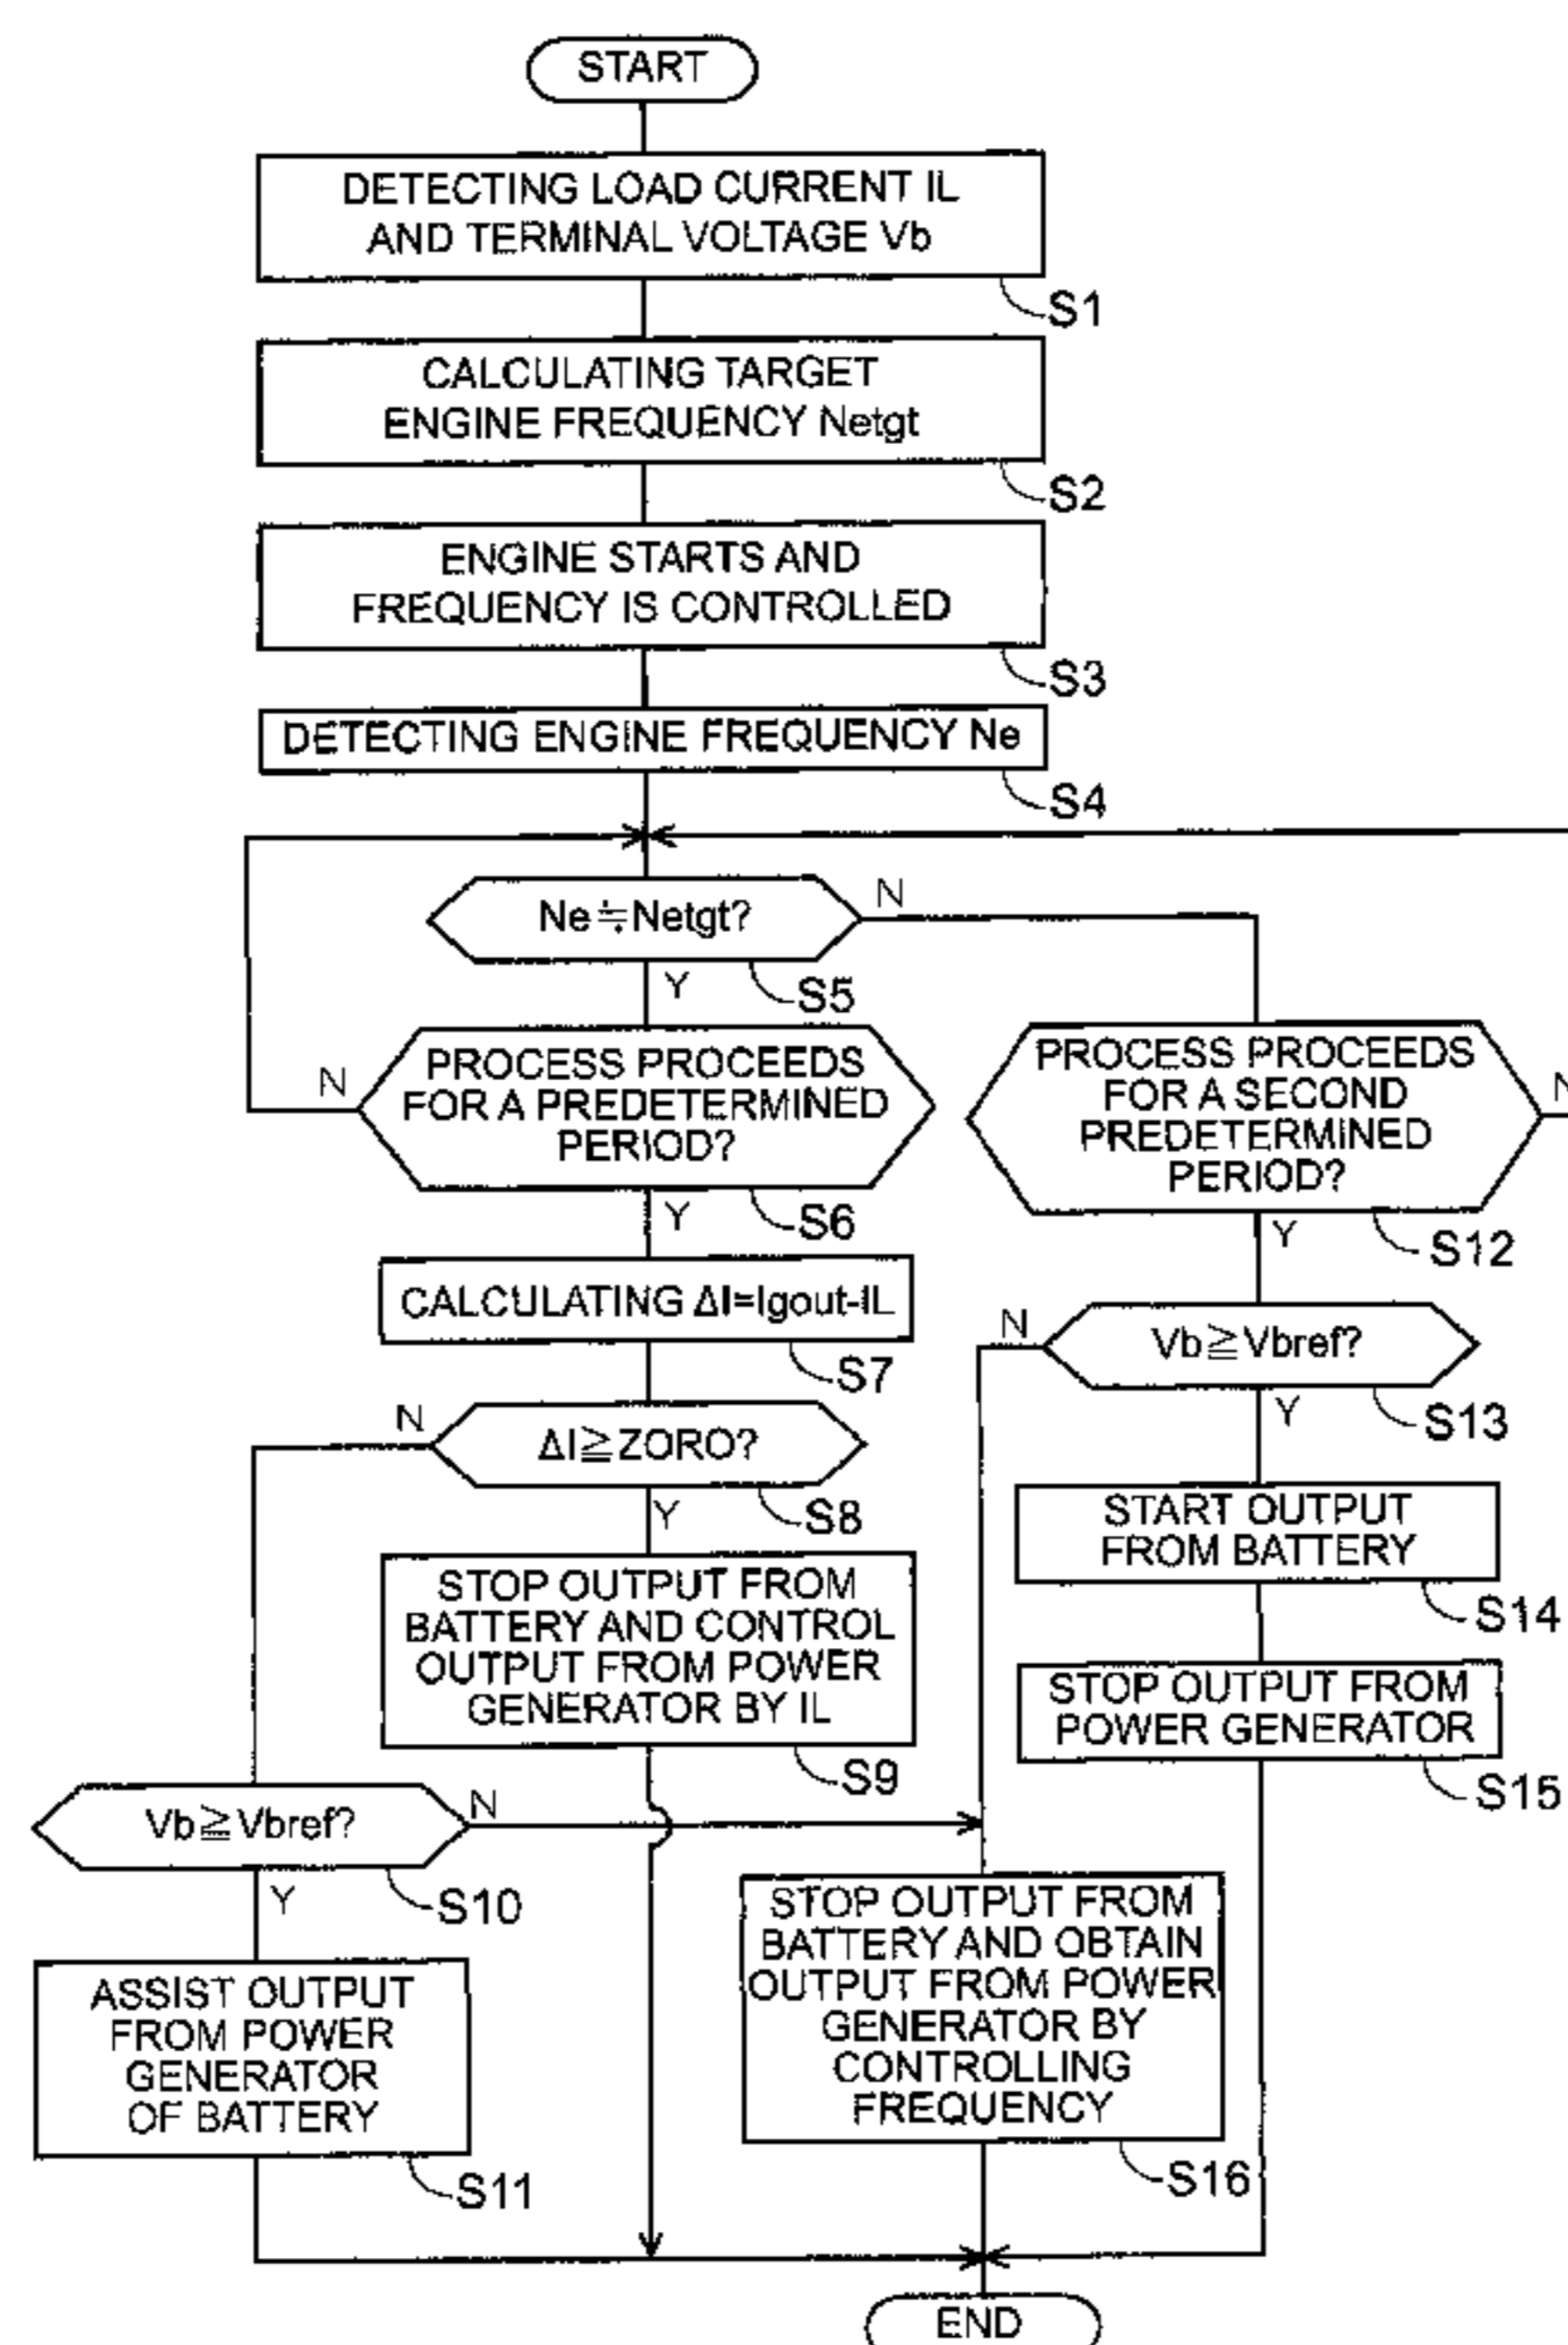 START
DETECTING LOAD CURRENT IL
AND TERMINAL VOLTAGE Vb
S1
CALCULATING TARGET
ENGINE FREQUENCY Netgt
S2
ENGINE STARTS AND
FREQUENCY IS CONTROLLED
S3
DETECTING ENGINE FREQUENCY Ne
S4
Ne≒Netgt?
N
Y
S5
PROCESS PROCEEDS
FOR A PREDETERMINED
PERIOD?
N
Y
S6
PROCESS PROCEEDS
FOR A SECOND
PREDETERMINED
PERIOD?
N
Y
S12
CALCULATING ΔI=Igout-IL
S7
Vb≧Vbref?
N
Y
S13
ΔI≧ZORO?
N
Y
S8
START OUTPUT
FROM BATTERY
S14
STOP OUTPUT FROM
BATTERY AND CONTROL
OUTPUT FROM POWER
GENERATOR BY IL
S9
STOP OUTPUT FROM
POWER GENERATOR
S15
Vb≧Vbref?
N
Y
S10
ASSIST OUTPUT
FROM POWER
GENERATOR
OF BATTERY
S11
STOP OUTPUT FROM
BATTERY AND OBTAIN
OUTPUT FROM POWER
GENERATOR BY
CONTROLLING
FREQUENCY
S16
END